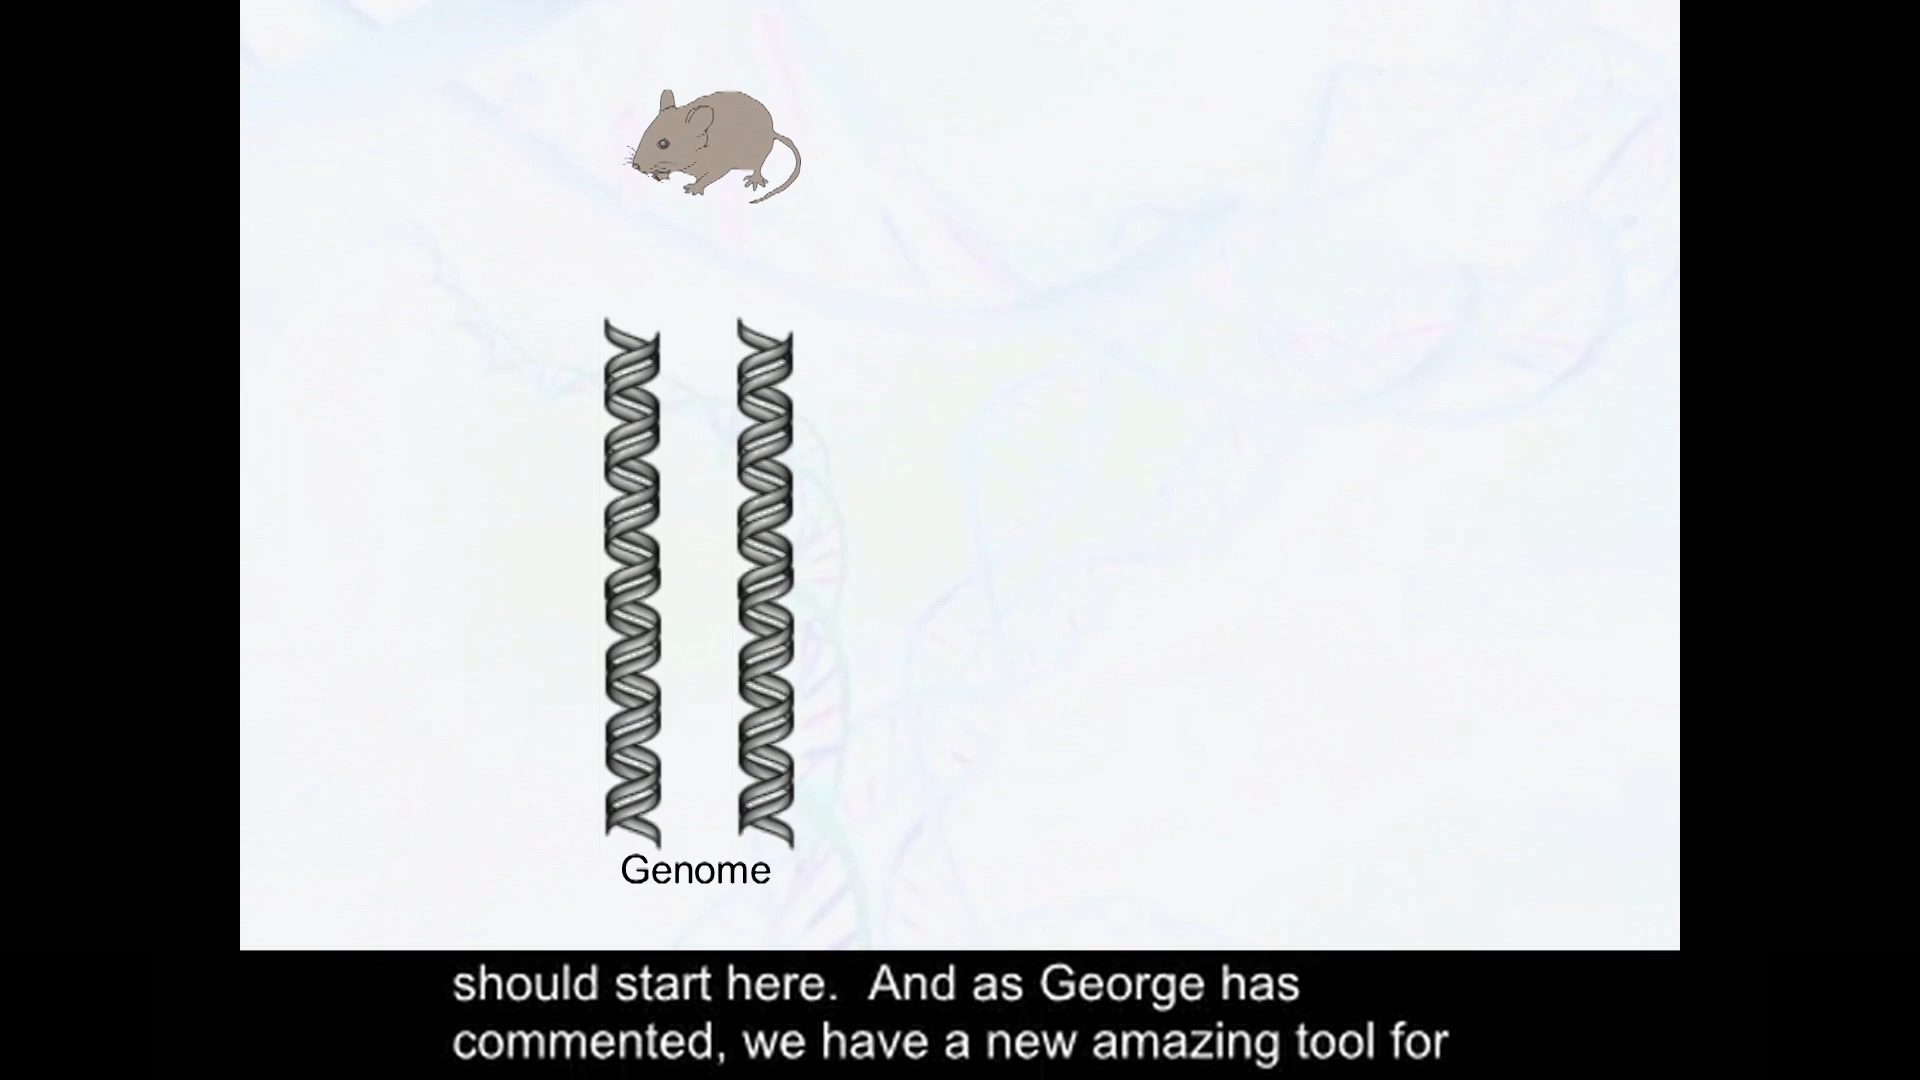 Genome
should start here.  And as George has
commented, we have a new amazing tool for